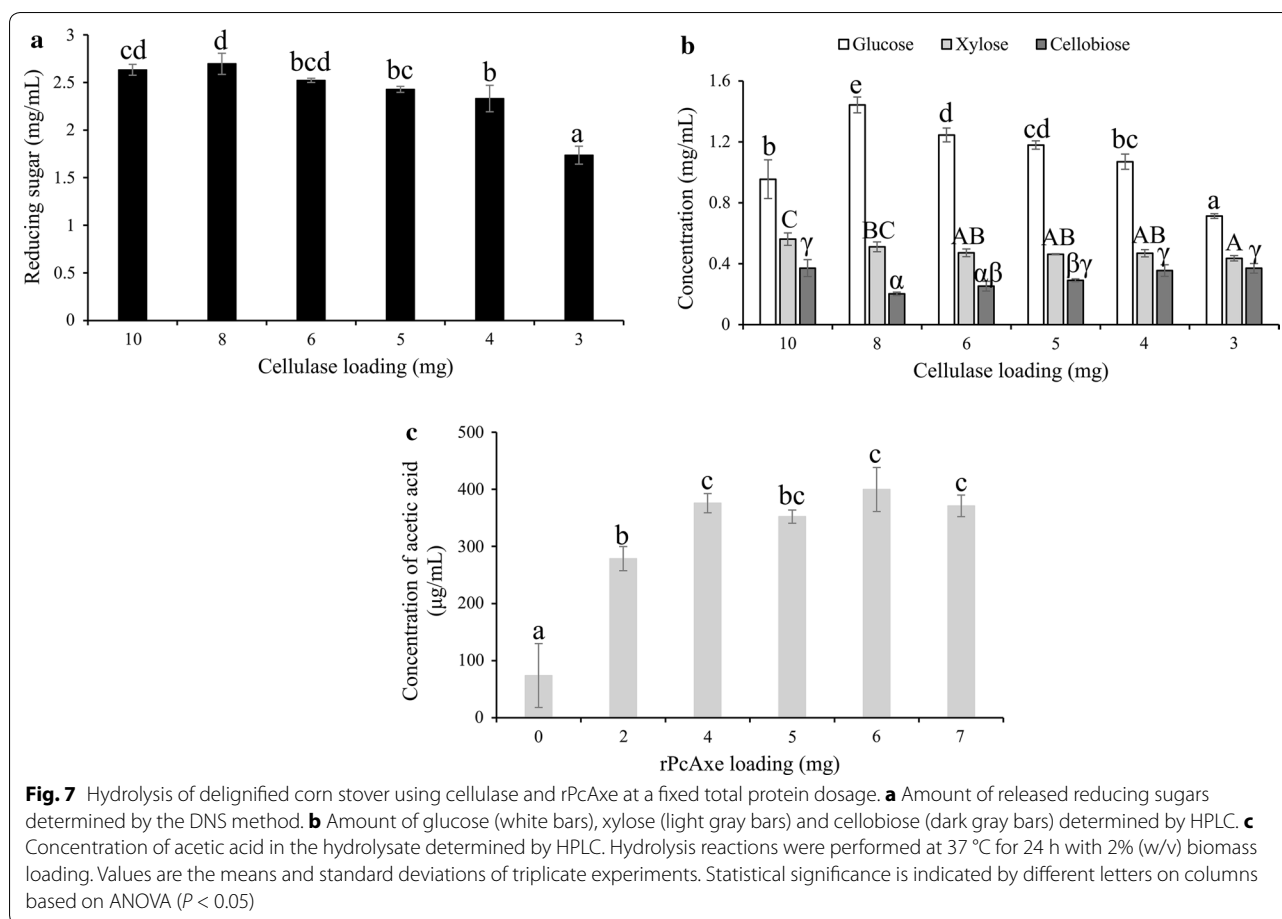 a
3
2.5
2
1.5
1
0.5
0
Reducing sugar (mg/mL)
cd
d
bcd
bc
b
a
10 8 6 5 4 3
Cellulase loading (mg)
b
Glucose Xylose Cellobiose
1.6
1.2
0.8
0.4
0
Concentration (mg/mL)
b C γ
e BC α
d AB αβ
cd AB βγ
bc AB γ
a A γ
10 8 6 5 4 3
Cellulase loading (mg)
c
500
400
300
200
100
0
Concentration of acetic acid
(µg/mL)
a
b
c
bc
c
c
0 2 4 5 6 7
rPcAxe loading (mg)
Fig. 7 Hydrolysis of delignified corn stover using cellulase and rPcAxe at a fixed total protein dosage. a Amount of released reducing sugars
determined by the DNS method. b Amount of glucose (white bars), xylose (light gray bars) and cellobiose (dark gray bars) determined by HPLC. c
Concentration of acetic acid in the hydrolysate determined by HPLC. Hydrolysis reactions were performed at 37 °C for 24 h with 2% (w/v) biomass
loading. Values are the means and standard deviations of triplicate experiments. Statistical significance is indicated by different letters on columns
based on ANOVA (P < 0.05)